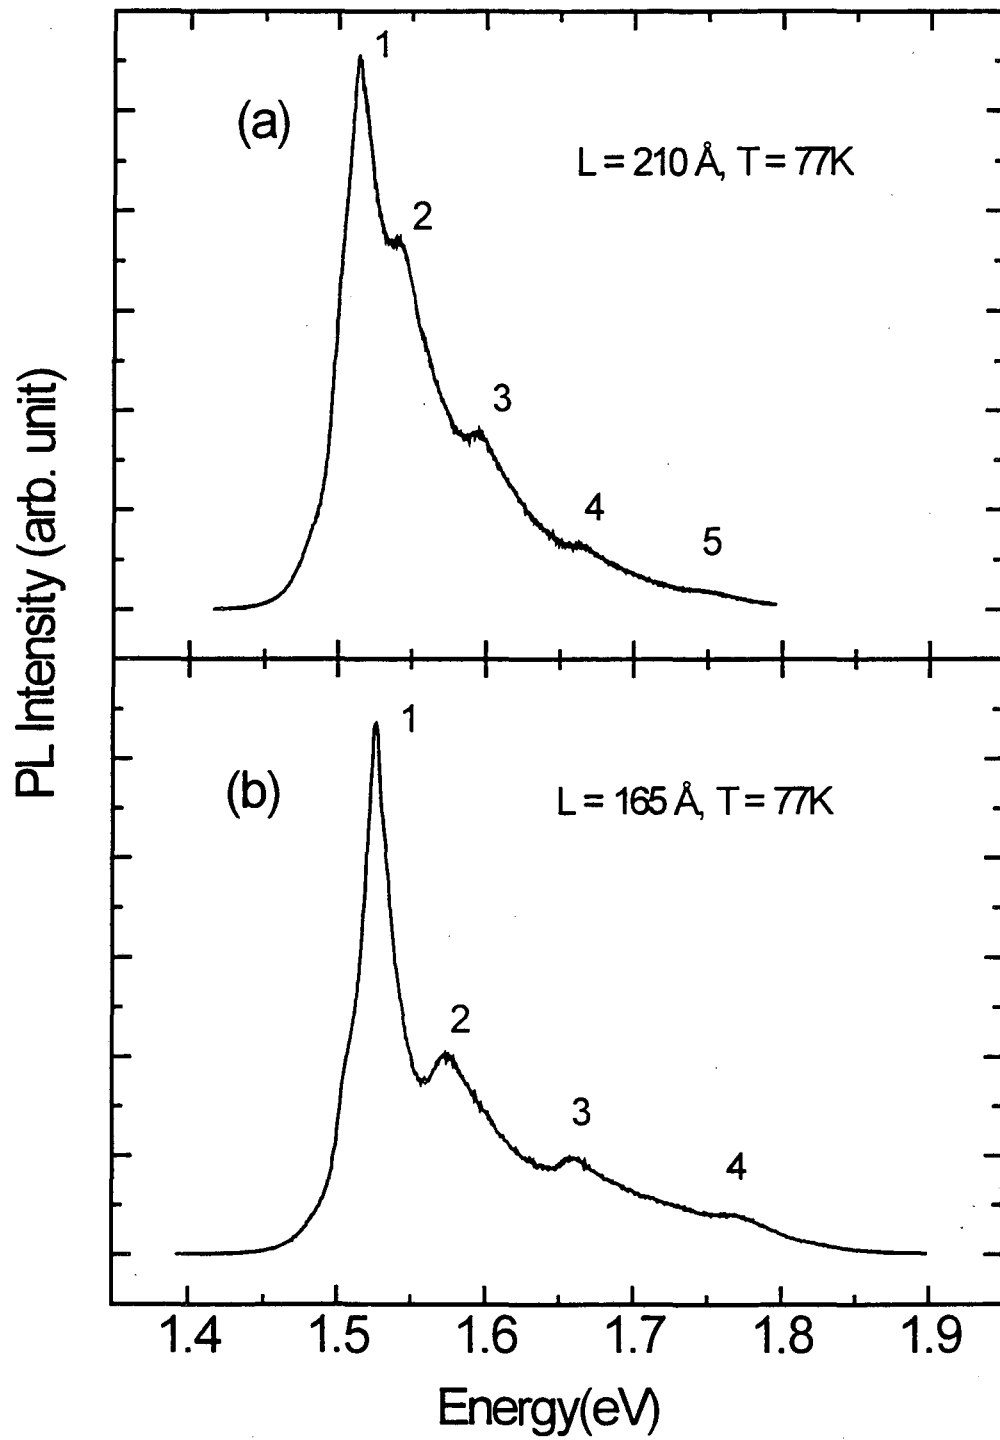 PL Intensity (arb. unit)
(a)
L = 210 Å, T = 77K
1
2
3
4
5
(b)
L = 165 Å, T = 77K
1
2
3
4
1.4 1.5 1.6 1.7 1.8 1.9
Energy(eV)